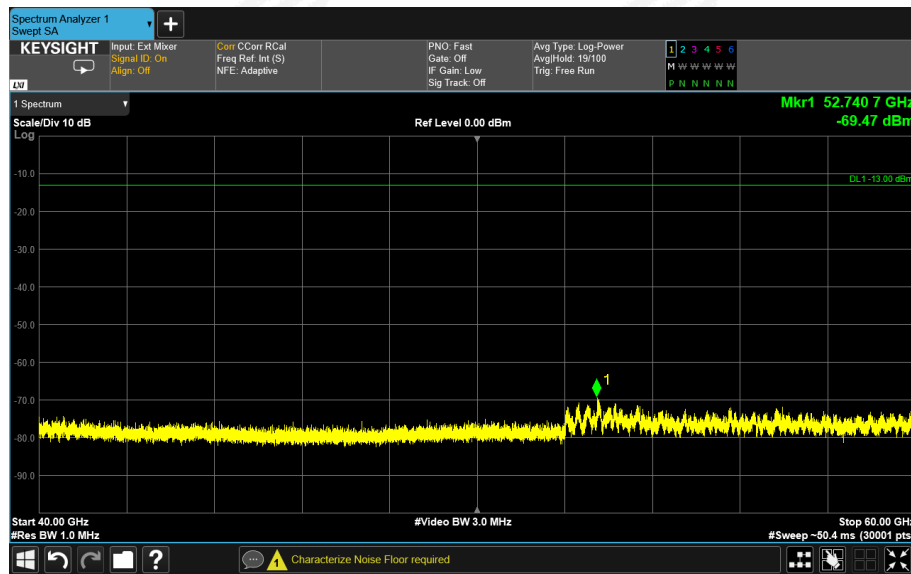 Spectrum Analyzer 1
Swept SA
+
KEYSIGHT
LXI
Input: Ext Mixer
Signal ID: On
Align: Off
Corr CCorr RCal
Freq Ref: Int (S)
NFE: Adaptive
PNO: Fast
Gate: Off
IF Gain: Low
Sig Track: Off
Avg Type: Log-Power
Avg|Hold: 19/100
Trig: Free Run
1 2 3 4 5 6
M W W W W W
P N N N N N
1 Spectrum
Mkr1 52.740 7 GHz
Scale/Div 10 dB
Ref Level 0.00 dBm
-69.47 dBm
Log
-10.0
DL1 -13.00 dBm
-20.0
-30.0
-40.0
-50.0
-60.0
1
-70.0
-80.0
-90.0
Start 40.00 GHz
#Video BW 3.0 MHz
Stop 60.00 GHz
#Res BW 1.0 MHz
#Sweep ~50.4 ms (30001 pts
?
1
Characterize Noise Floor required